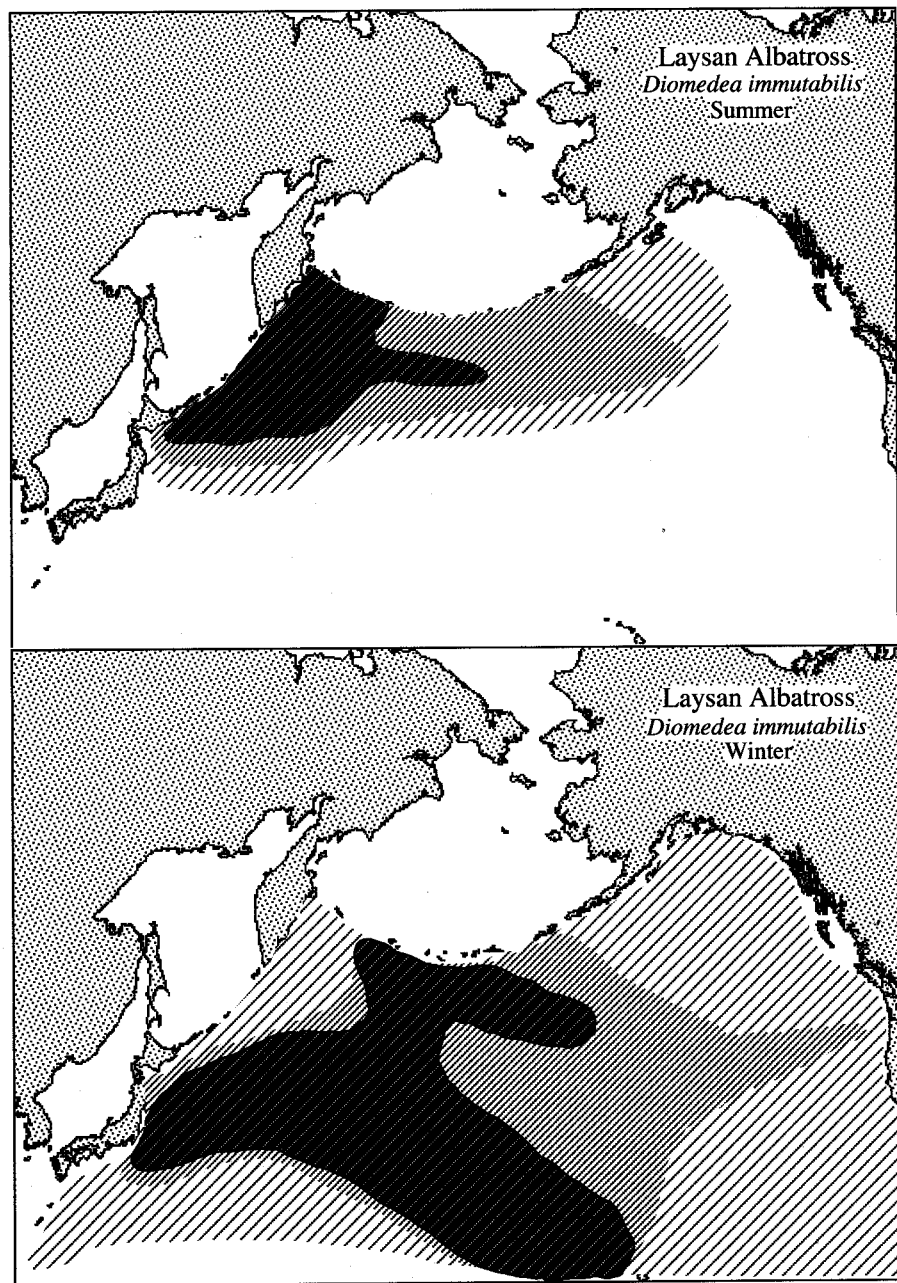 Laysan Albatross
Diomedea immutabilis
Summer
Laysan Albatross
Diomedea immutabilis
Winter